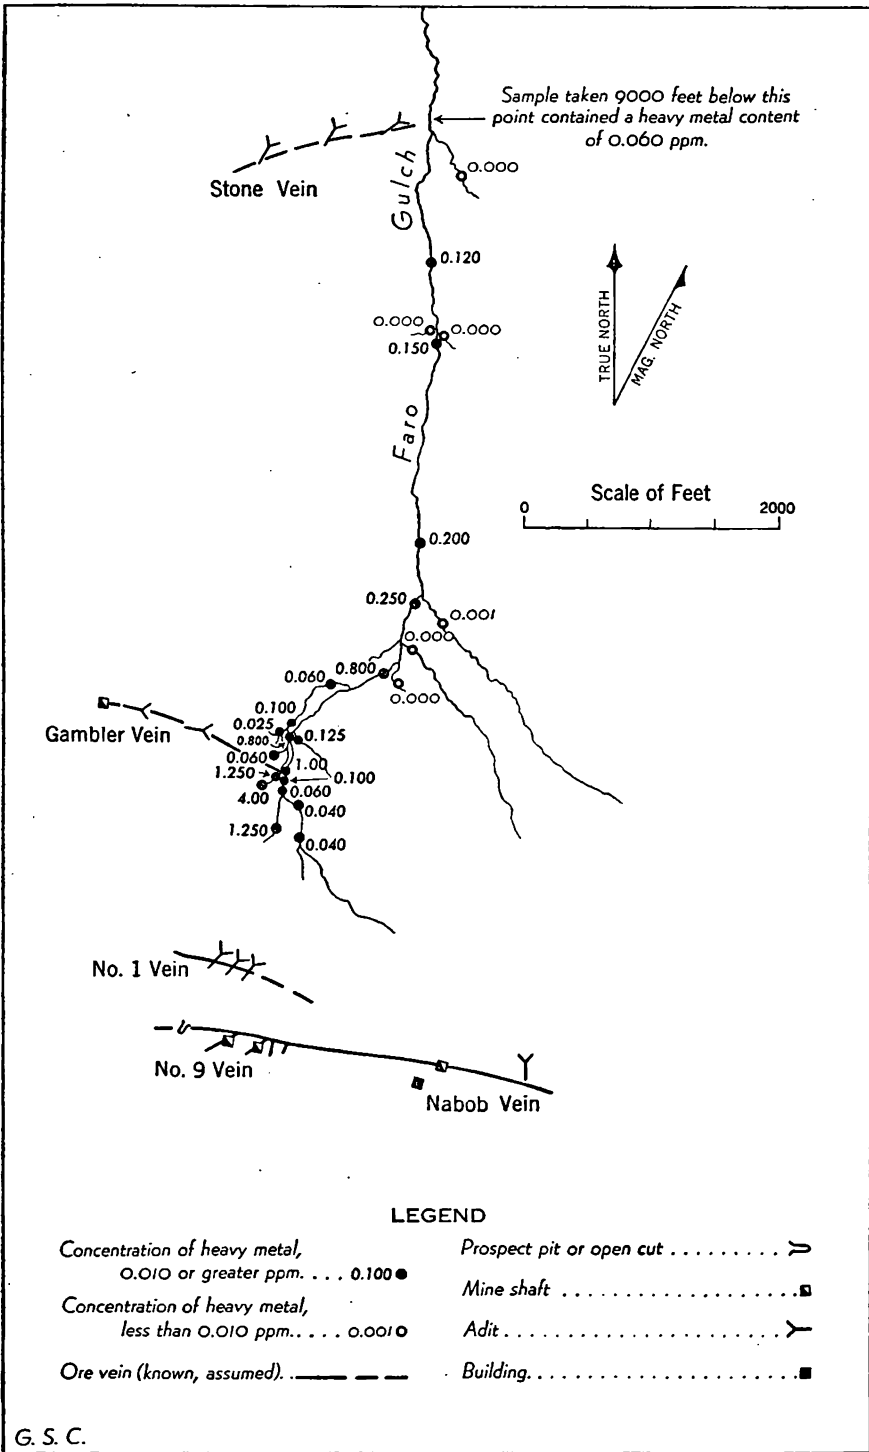 Sample taken 9000 feet below this
point contained a heavy metal content
of 0.060 ppm.
0.000
Stone Vein
Gulch
0.120
0.000
0.000
0.150
TRUE NORTH
MAG. NORTH
Faro
Scale of Feet
0 2000
0.200
0.250
0.001
0.000
0.800
0.060
0.000
0.100
0.025
0.125
Gambler Vein
0.800
0.060
1.00
1.250
0.100
4.00
0.060
0.040
1.250
0.040
No. 1 Vein
No. 9 Vein
Nabob Vein
LEGEND
Concentration of heavy metal,
0.010 or greater ppm. . . . 0.100
Concentration of heavy metal,
less than 0.010 ppm. . . . . 0.001
Ore vein (known, assumed). .
Prospect pit or open cut . . . . . . . . . .
Mine shaft . . . . . . . . . . . . . . . . . . .
Adit. . . . . . . . . . . . . . . . . . . . . . . .
Building. . . . . . . . . . . . . . . . . . . . .
G. S. C.